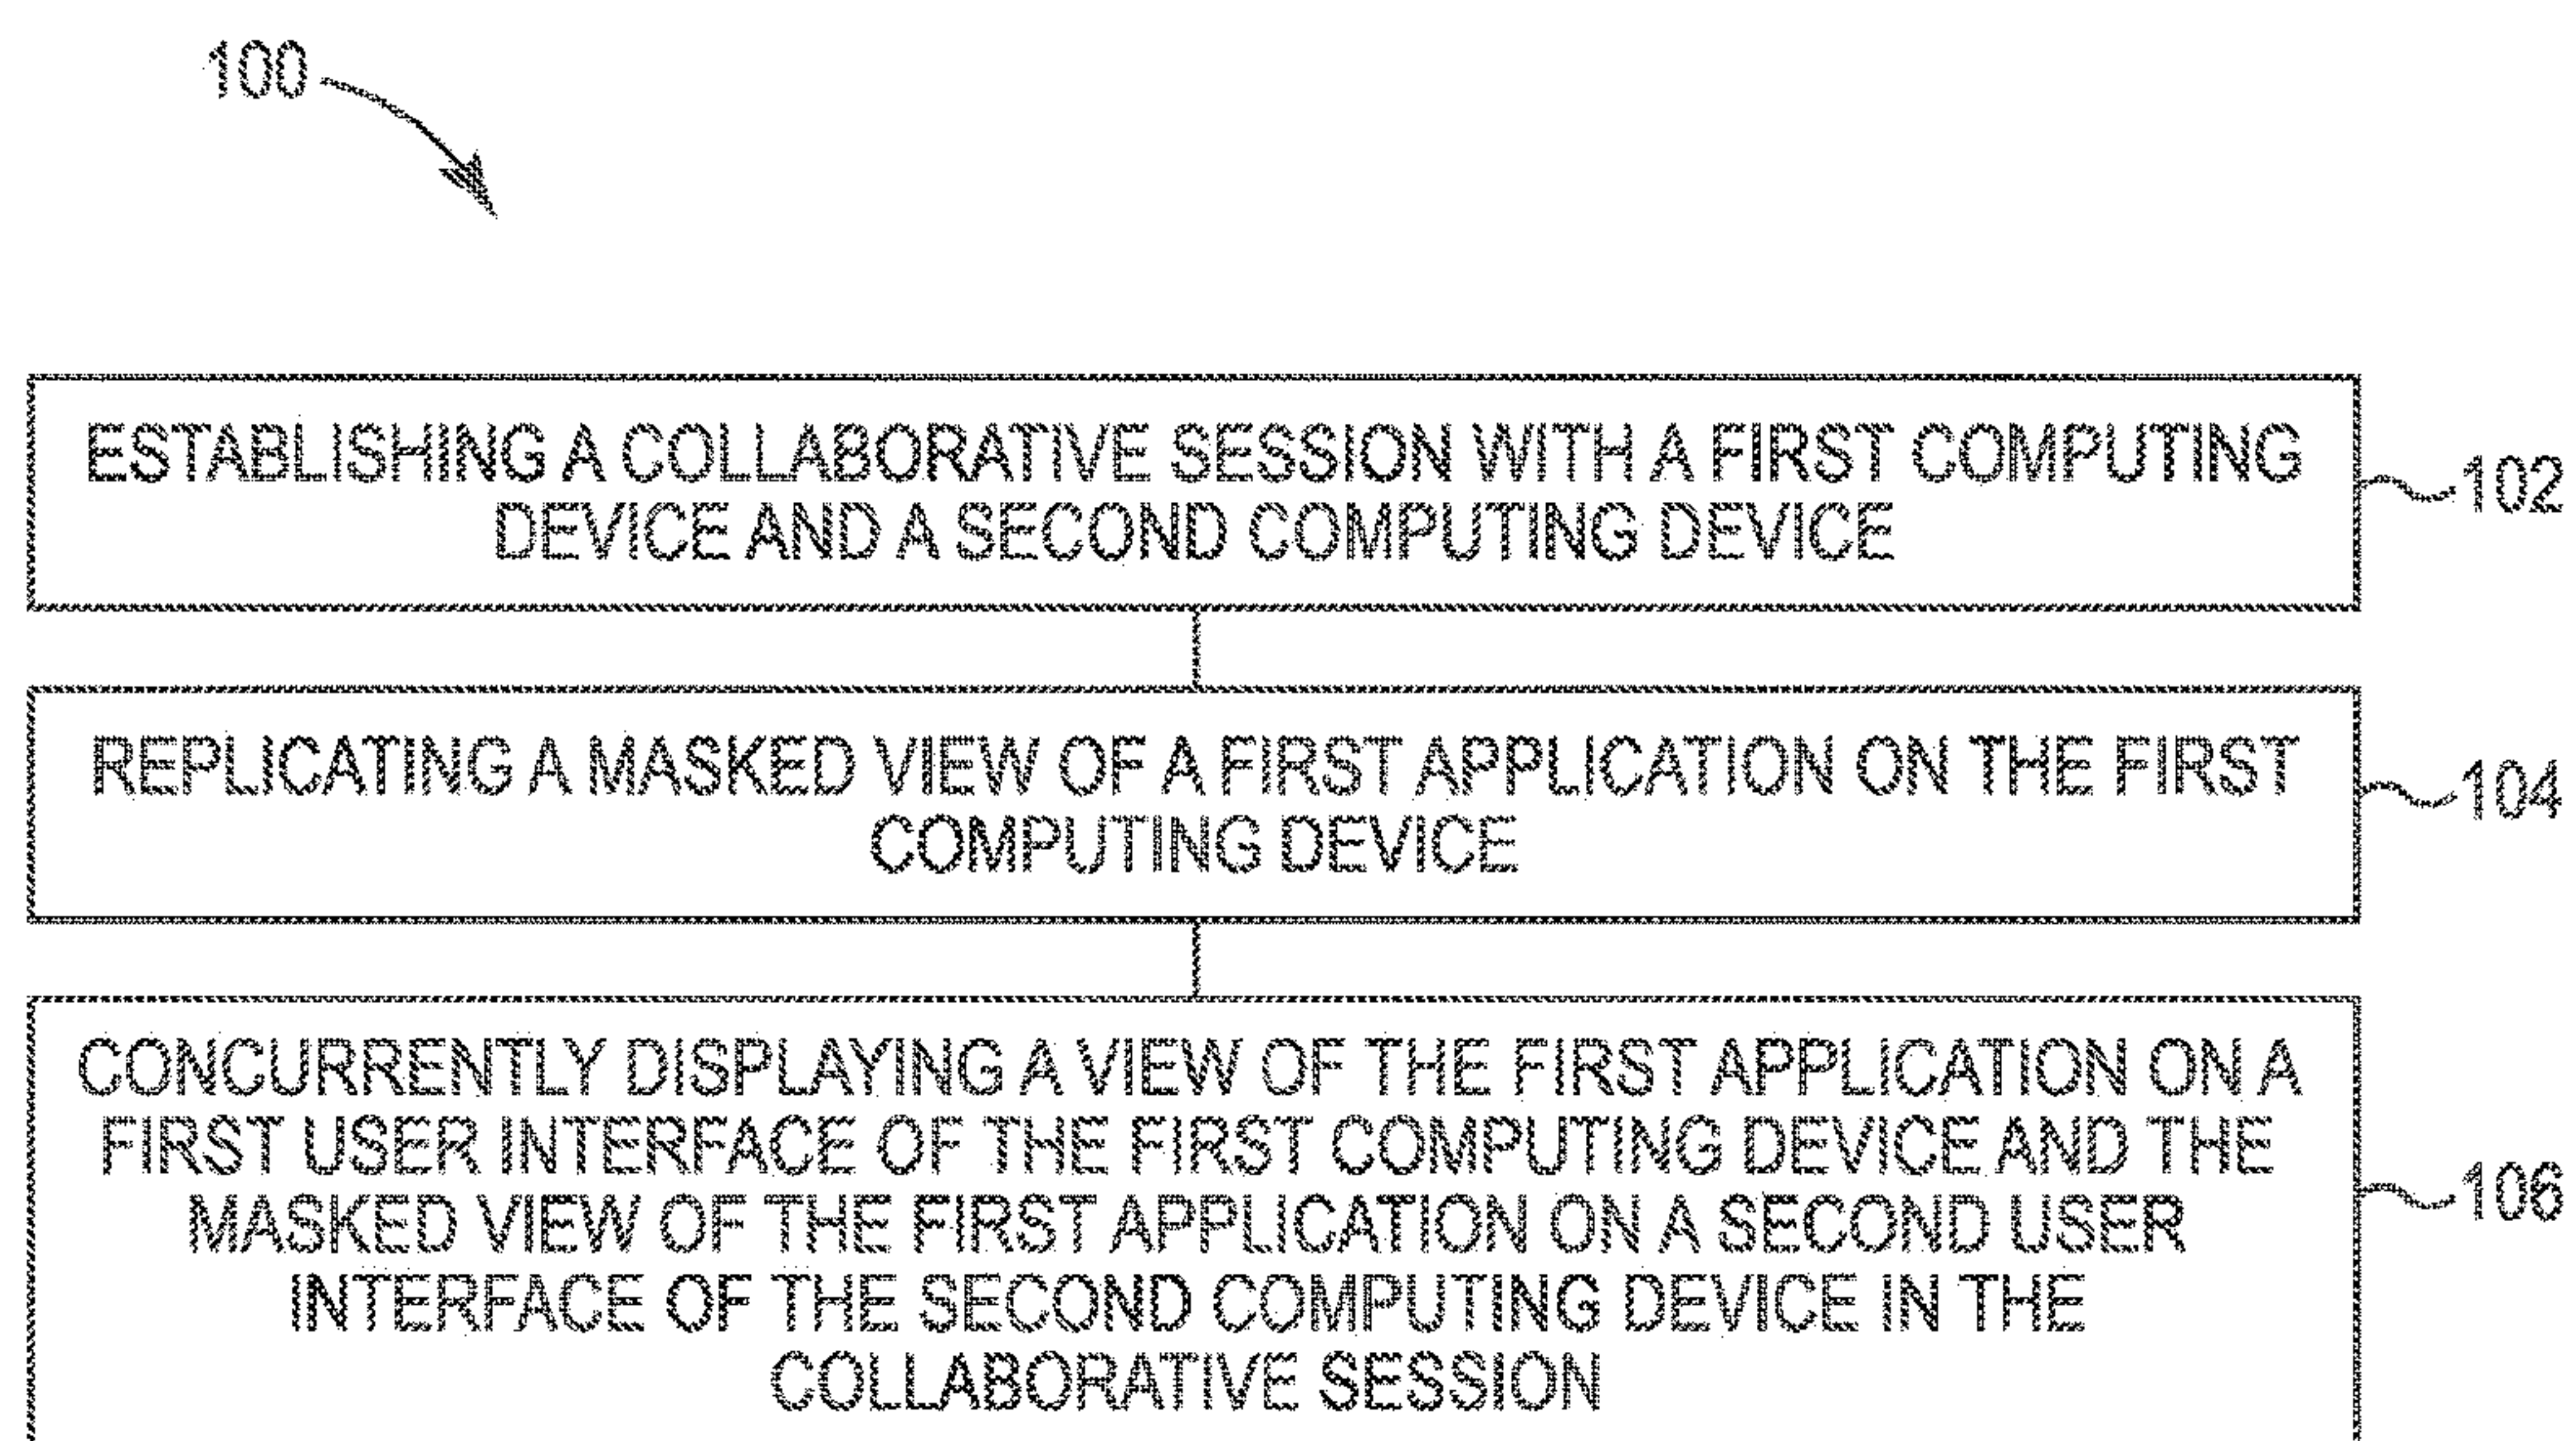 100
ESTABLISHING A COLLABORATIVE SESSION WITH A FIRST COMPUTING
DEVICE AND A SECOND COMPUTING DEVICE
102
REPLICATING A MASKED VIEW OF A FIRST APPLICATION ON THE FIRST
COMPUTING DEVICE
104
CONCURRENTLY DISPLAYING A VIEW OF THE FIRST APPLICATION ON A
FIRST USER INTERFACE OF THE FIRST COMPUTING DEVICE AND THE
MASKED VIEW OF THE FIRST APPLICATION ON A SECOND USER
INTERFACE OF THE SECOND COMPUTING DEVICE IN THE
COLLABORATIVE SESSION
106